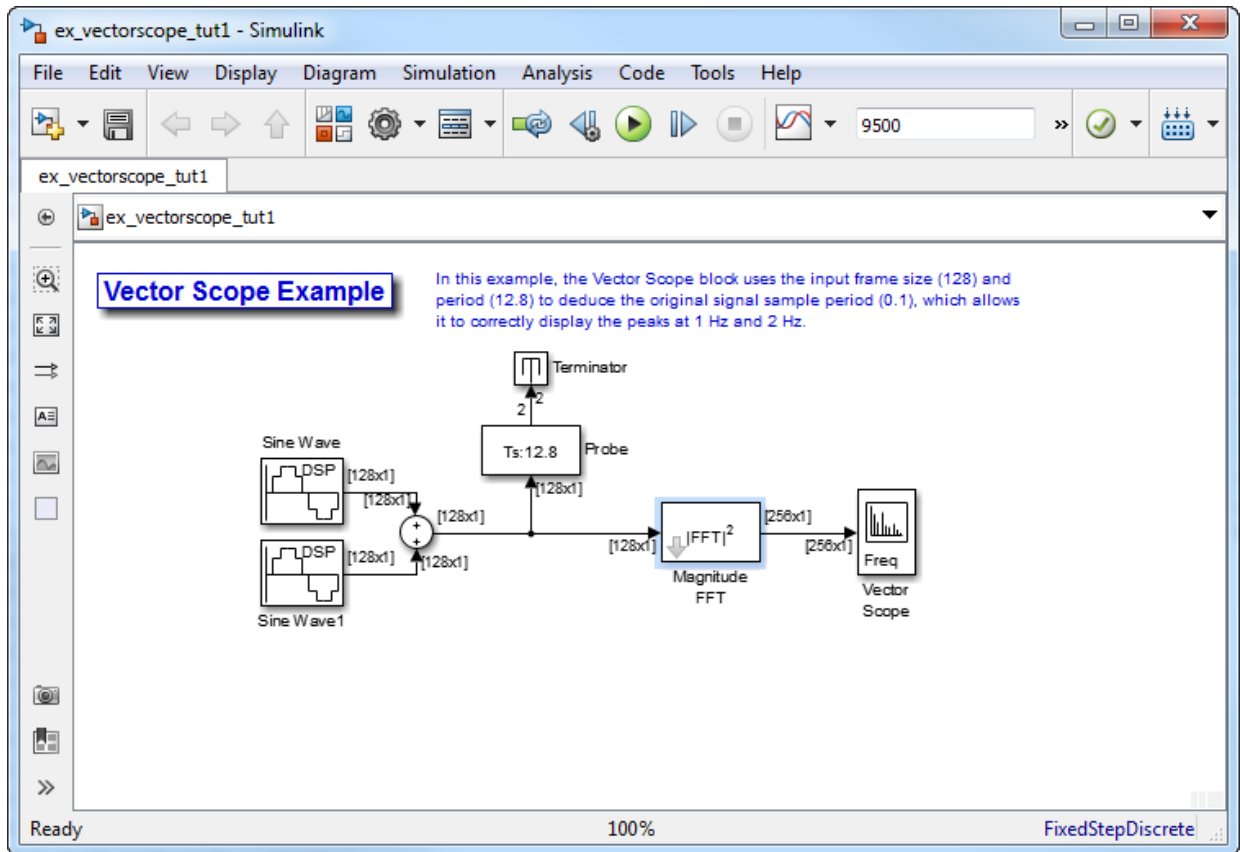 ex_vectorscope_tut1 - Simulink
File Edit View Display Diagram Simulation Analysis Code Tools Help
9500
»
ex_vectorscope_tut1
ex_vectorscope_tut1
Vector Scope Example
In this example, the Vector Scope block uses the input frame size (128) and
period (12.8) to deduce the original signal sample period (0.1), which allows
it to correctly display the peaks at 1 Hz and 2 Hz.
Terminator
2
2
Ts:12.8
Probe
[128x1]
Sine Wave
DSP
[128x1]
[128x1]
+
+
[128x1]
DSP
[128x1]
[128x1]
Sine Wave1
[128x1]
|FFT|²
Magnitude
FFT
[256x1]
[256x1]
Freq
Vector
Scope
A
»
Ready 100% FixedStepDiscrete